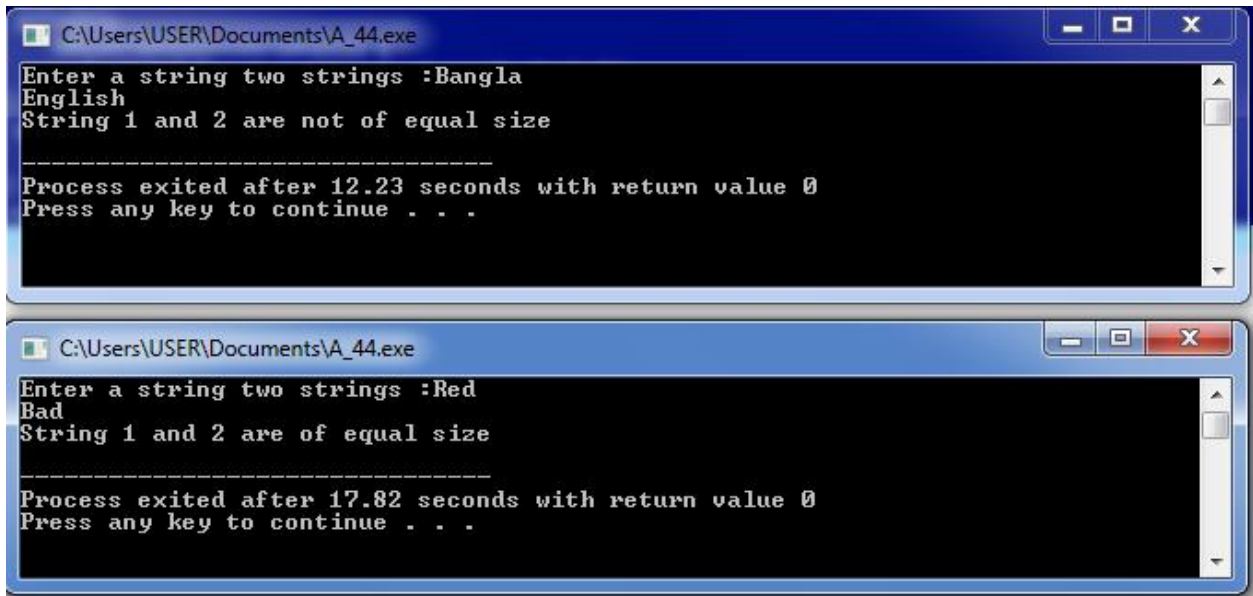 C:\Users\USER\Documents\A_44.exe
Enter a string two strings :Bangla
English
String 1 and 2 are not of equal size
--------------------------------
Process exited after 12.23 seconds with return value 0
Press any key to continue . . .
C:\Users\USER\Documents\A_44.exe
Enter a string two strings :Red
Bad
String 1 and 2 are of equal size
--------------------------------
Process exited after 17.82 seconds with return value 0
Press any key to continue . . .